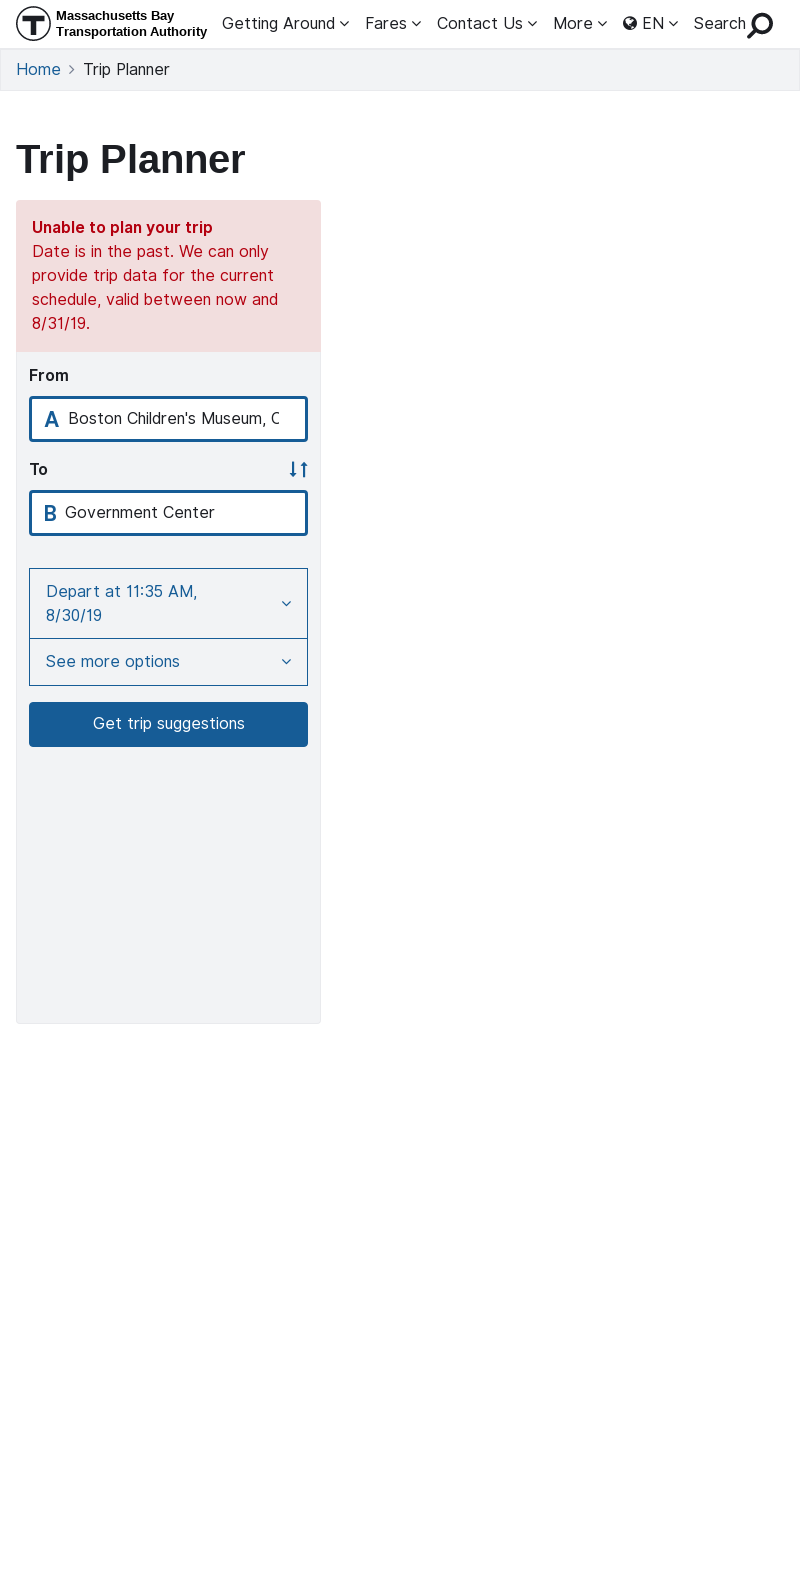 Massachusetts Bay
Transportation Authority
Getting Around Fares Contact Us More EN Search
Home Trip Planner
Trip Planner
Unable to plan your trip
Date is in the past. We can only
provide trip data for the current
schedule, valid between now and
8/31/19.
From
A Boston Children's Museum,
To
B Government Center
Depart at 11:35 AM,
8/30/19
See more options
Get trip suggestions